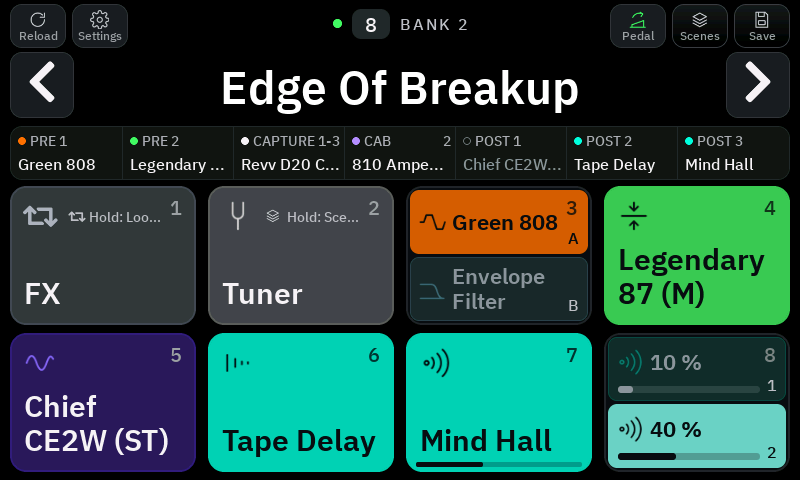 Reload
Settings
8 BANK 2
Pedal
Scenes
Save
Edge Of Breakup
PRE 1
Green 808
PRE 2
Legendary ...
CAPTURE 1-3
Revv D20 C...
CAB 2
810 Ampe...
POST 1
Chief CE2W...
POST 2
Tape Delay
POST 3
Mind Hall
Hold: Loo... 1
FX
Hold: Sce... 2
Tuner
Green 808 3
A
Envelope
Filter
B
4
Legendary
87 (M)
5
Chief
CE2W (ST)
6
Tape Delay
7
Mind Hall
10 % 8
1
40 %
2